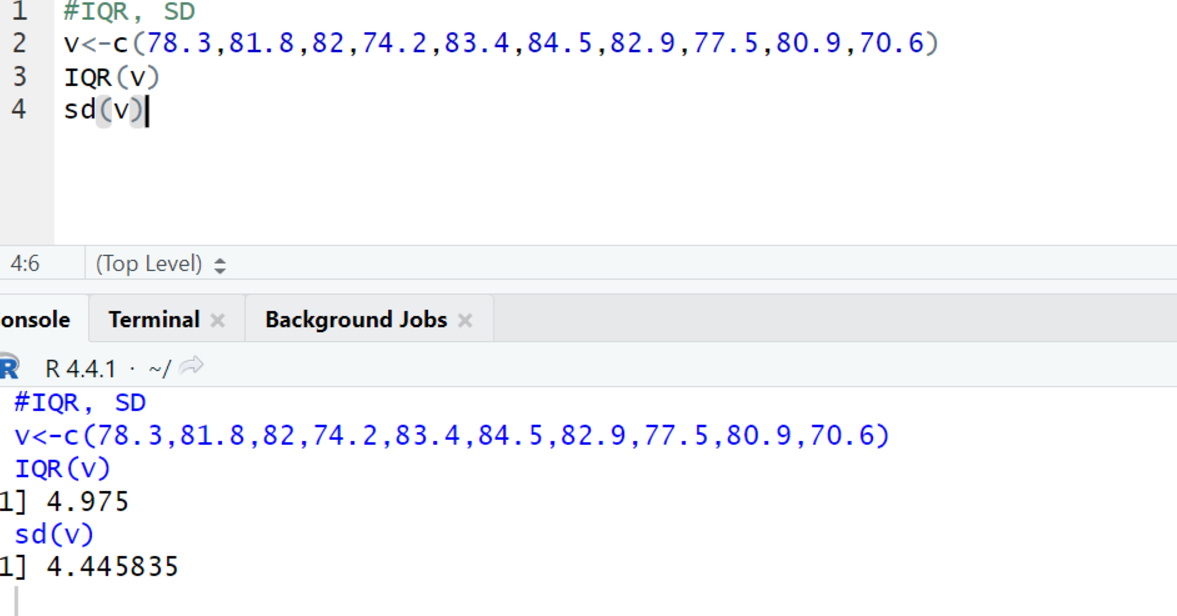 1 #IQR, SD
2 v<-c(78.3,81.8,82,74.2,83.4,84.5,82.9,77.5,80.9,70.6)
3 IQR(v)
4 sd(v)
4:6 (Top Level)
onsole Terminal × Background Jobs ×
R R 4.4.1 · ~/
#IQR, SD
v<-c(78.3,81.8,82,74.2,83.4,84.5,82.9,77.5,80.9,70.6)
IQR(v)
1] 4.975
sd(v)
1] 4.445835